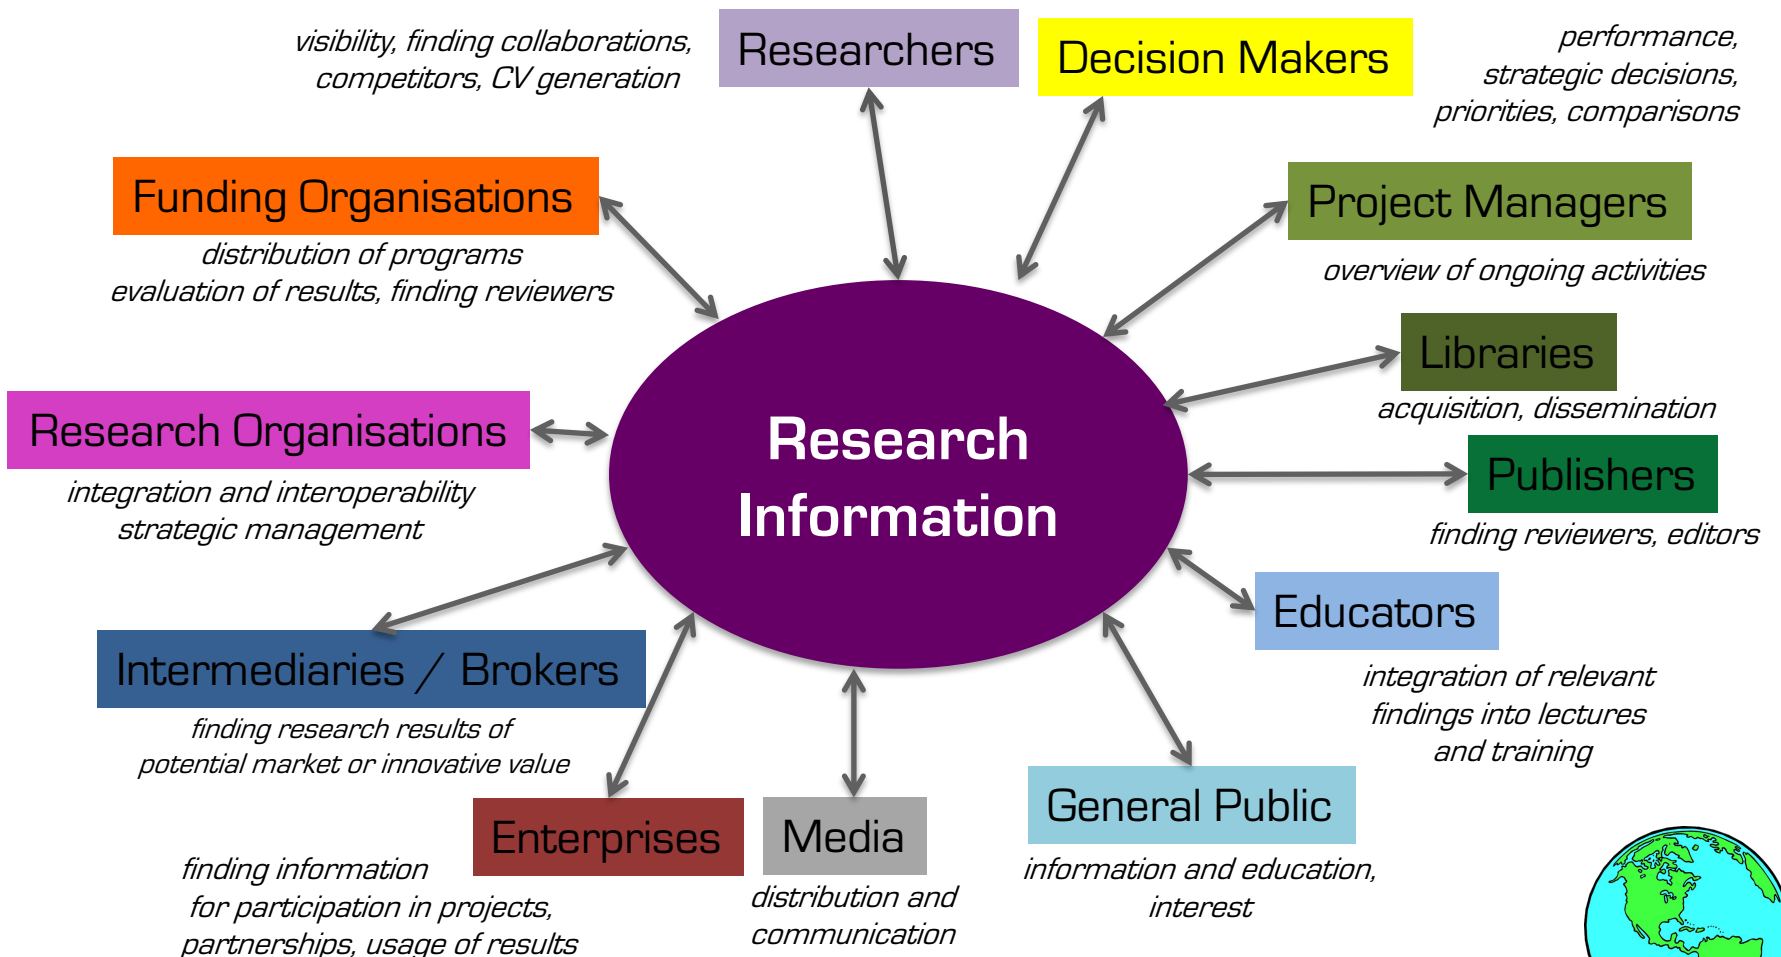 visibility, finding collaborations,
competitors, CV generation
Researchers
Decision Makers
performance,
strategic decisions,
priorities, comparisons
Funding Organisations
distribution of programs
evaluation of results, finding reviewers
Project Managers
overview of ongoing activities
Libraries
acquisition, dissemination
Research Organisations
integration and interoperability
strategic management
Research
Information
Publishers
finding reviewers, editors
Educators
integration of relevant
findings into lectures
and training
Intermediaries / Brokers
finding research results of
potential market or innovative value
Enterprises
finding information
for participation in projects,
partnerships, usage of results
Media
distribution and
communication
General Public
information and education,
interest